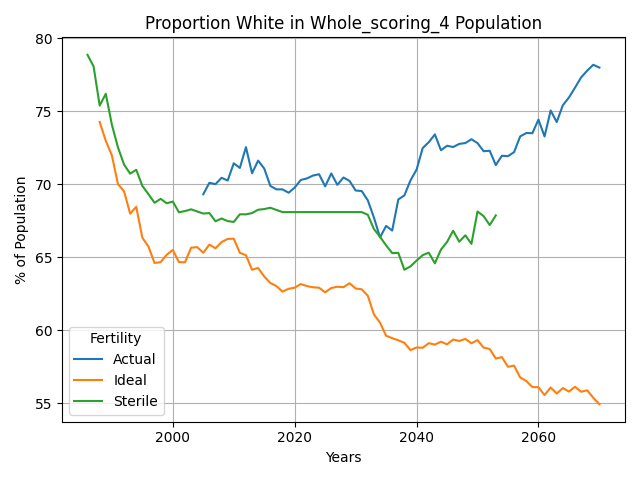 Proportion White in Whole_scoring_4 Population
% of Population
80
75
70
65
60
55
Fertility
Actual
Ideal
Sterile
2000
2020
2040
2060
Years